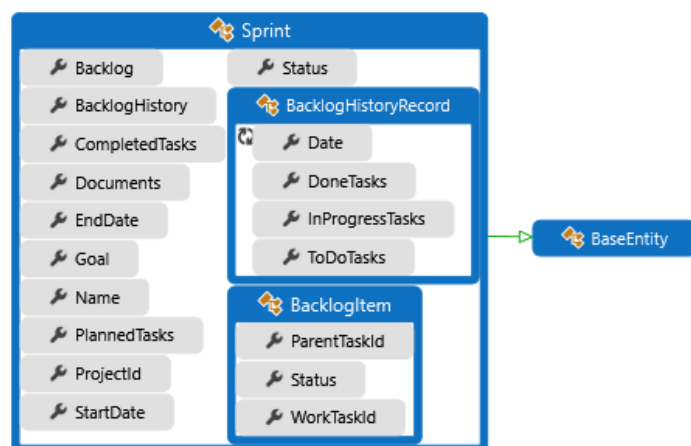 Sprint
Backlog
BacklogHistory
CompletedTasks
Documents
EndDate
Goal
Name
PlannedTasks
ProjectId
StartDate
Status
BacklogHistoryRecord
Date
DoneTasks
InProgressTasks
ToDoTasks
BacklogItem
ParentTaskId
Status
WorkTaskId
BaseEntity